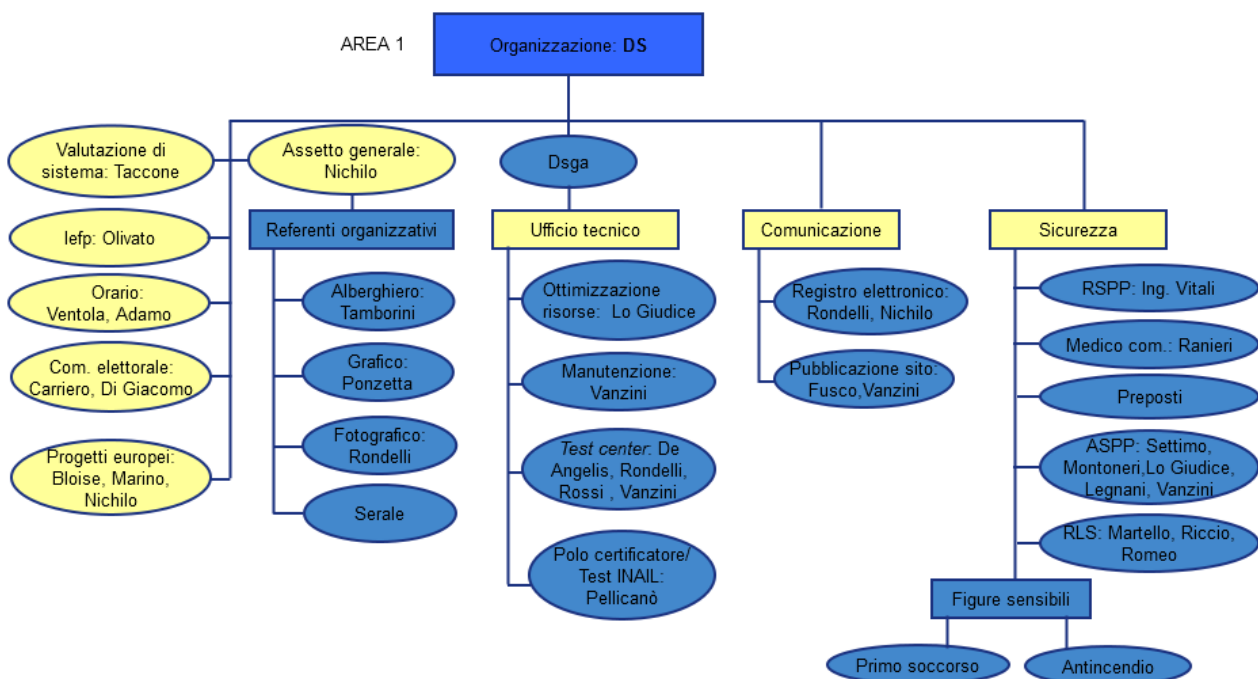 AREA 1
Organizzazione: DS
Valutazione di
sistema: Taccone
Assetto generale:
Nichilo
Dsga
Iefp: Olivato
Referenti organizzativi
Ufficio tecnico
Comunicazione
Sicurezza
Orario:
Ventola, Adamo
Com. elettorale:
Carriero, Di Giacomo
Progetti europei:
Bloise, Marino,
Nichilo
Alberghiero:
Tamborini
Grafico:
Ponzetta
Fotografico:
Rondelli
Serale
Ottimizzazione
risorse: Lo Giudice
Manutenzione:
Vanzini
Test center: De
Angelis, Rondelli,
Rossi , Vanzini
Polo certificatore/
Test INAIL:
Pellicanò
Registro elettronico:
Rondelli, Nichilo
Pubblicazione sito:
Fusco,Vanzini
RSPP: Ing. Vitali
Medico com.: Ranieri
Preposti
ASPP: Settimo,
Montoneri,Lo Giudice,
Legnani, Vanzini
RLS: Martello, Riccio,
Romeo
Figure sensibili
Primo soccorso
Antincendio